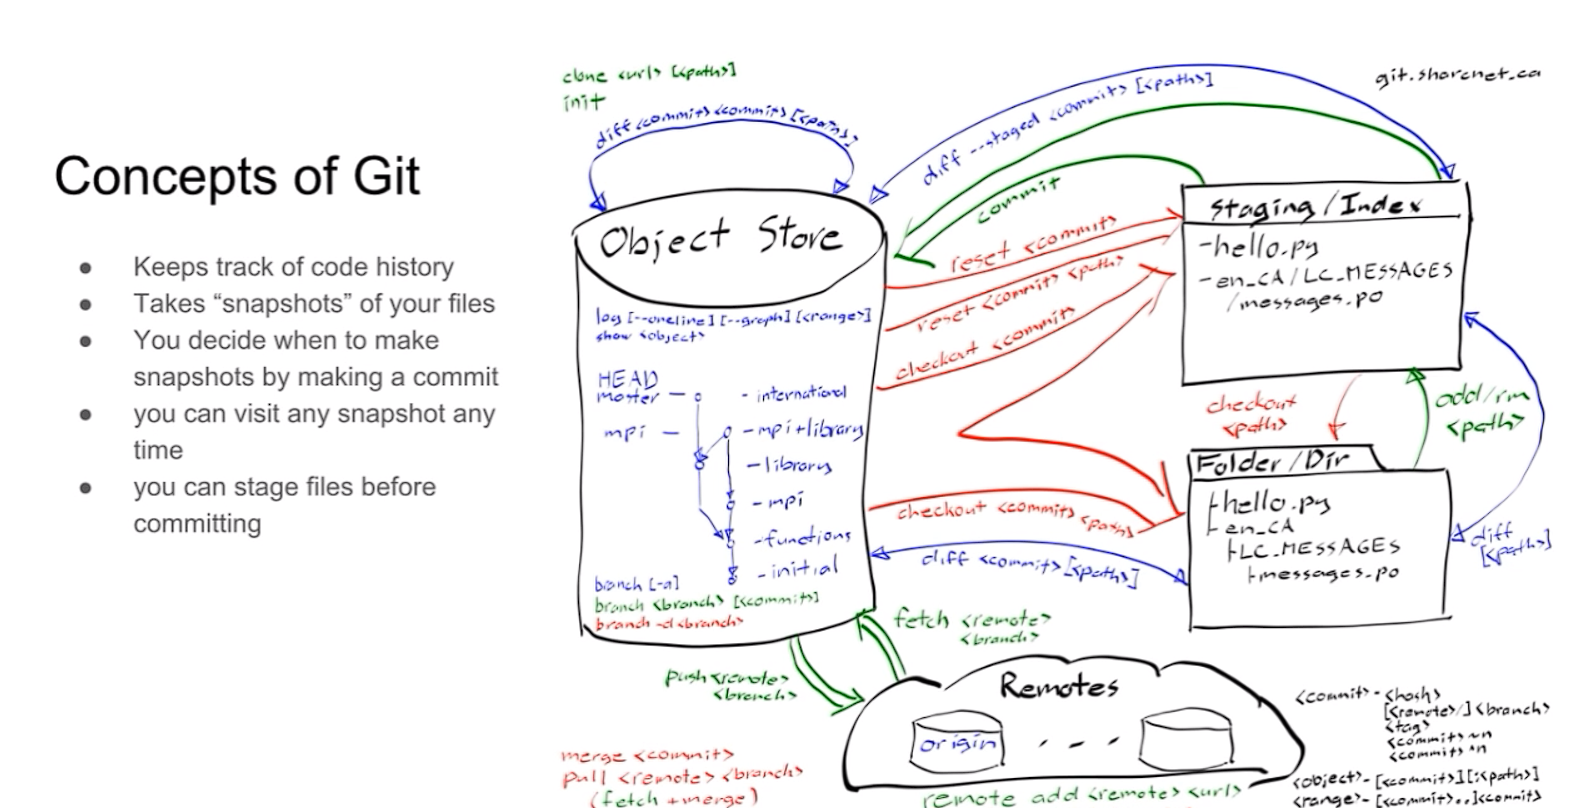 Concepts of Git
● Keeps track of code history
● Takes “snapshots” of your files
● You decide when to make
snapshots by making a commit
● you can visit any snapshot any
time
● you can stage files before
committing
clone <url> [<path>]
init
git.sharcnet.ca
diff <commit> <commit> [<path>]
diff --staged <commit> [<path>]
commit
Object Store
log [--oneline] [--graph] [<range>]
show <object>
HEAD
master - - international
mpi - - mpi+library
- library
- mpi
- functions
- initial
branch [-a]
branch <branch> [<commit>]
branch -d <branch>
reset <commit>
reset <commit> <path>
checkout <commit>
Staging/Index
- hello.py
- en_CA/LC_MESSAGES
/messages.po
checkout
<path>
add/rm
<path>
Folder/Dir
hello.py
en_CA
LC_MESSAGES
messages.po
checkout <commit> <path>
diff <commit> [<path>]
diff
[<path>]
fetch <remote>
<branch>
push <remote>
<branch>
Remotes
origin ...
remote add <remote> <url>
merge <commit>
pull <remote> <branch>
(fetch + merge)
<commit> - <hash>
[<remote>/]<branch>
<tag>
<commit>~n
<commit>^n
<object> - [<commit>][:<path>]
<range> - [<commit>..]<commit>